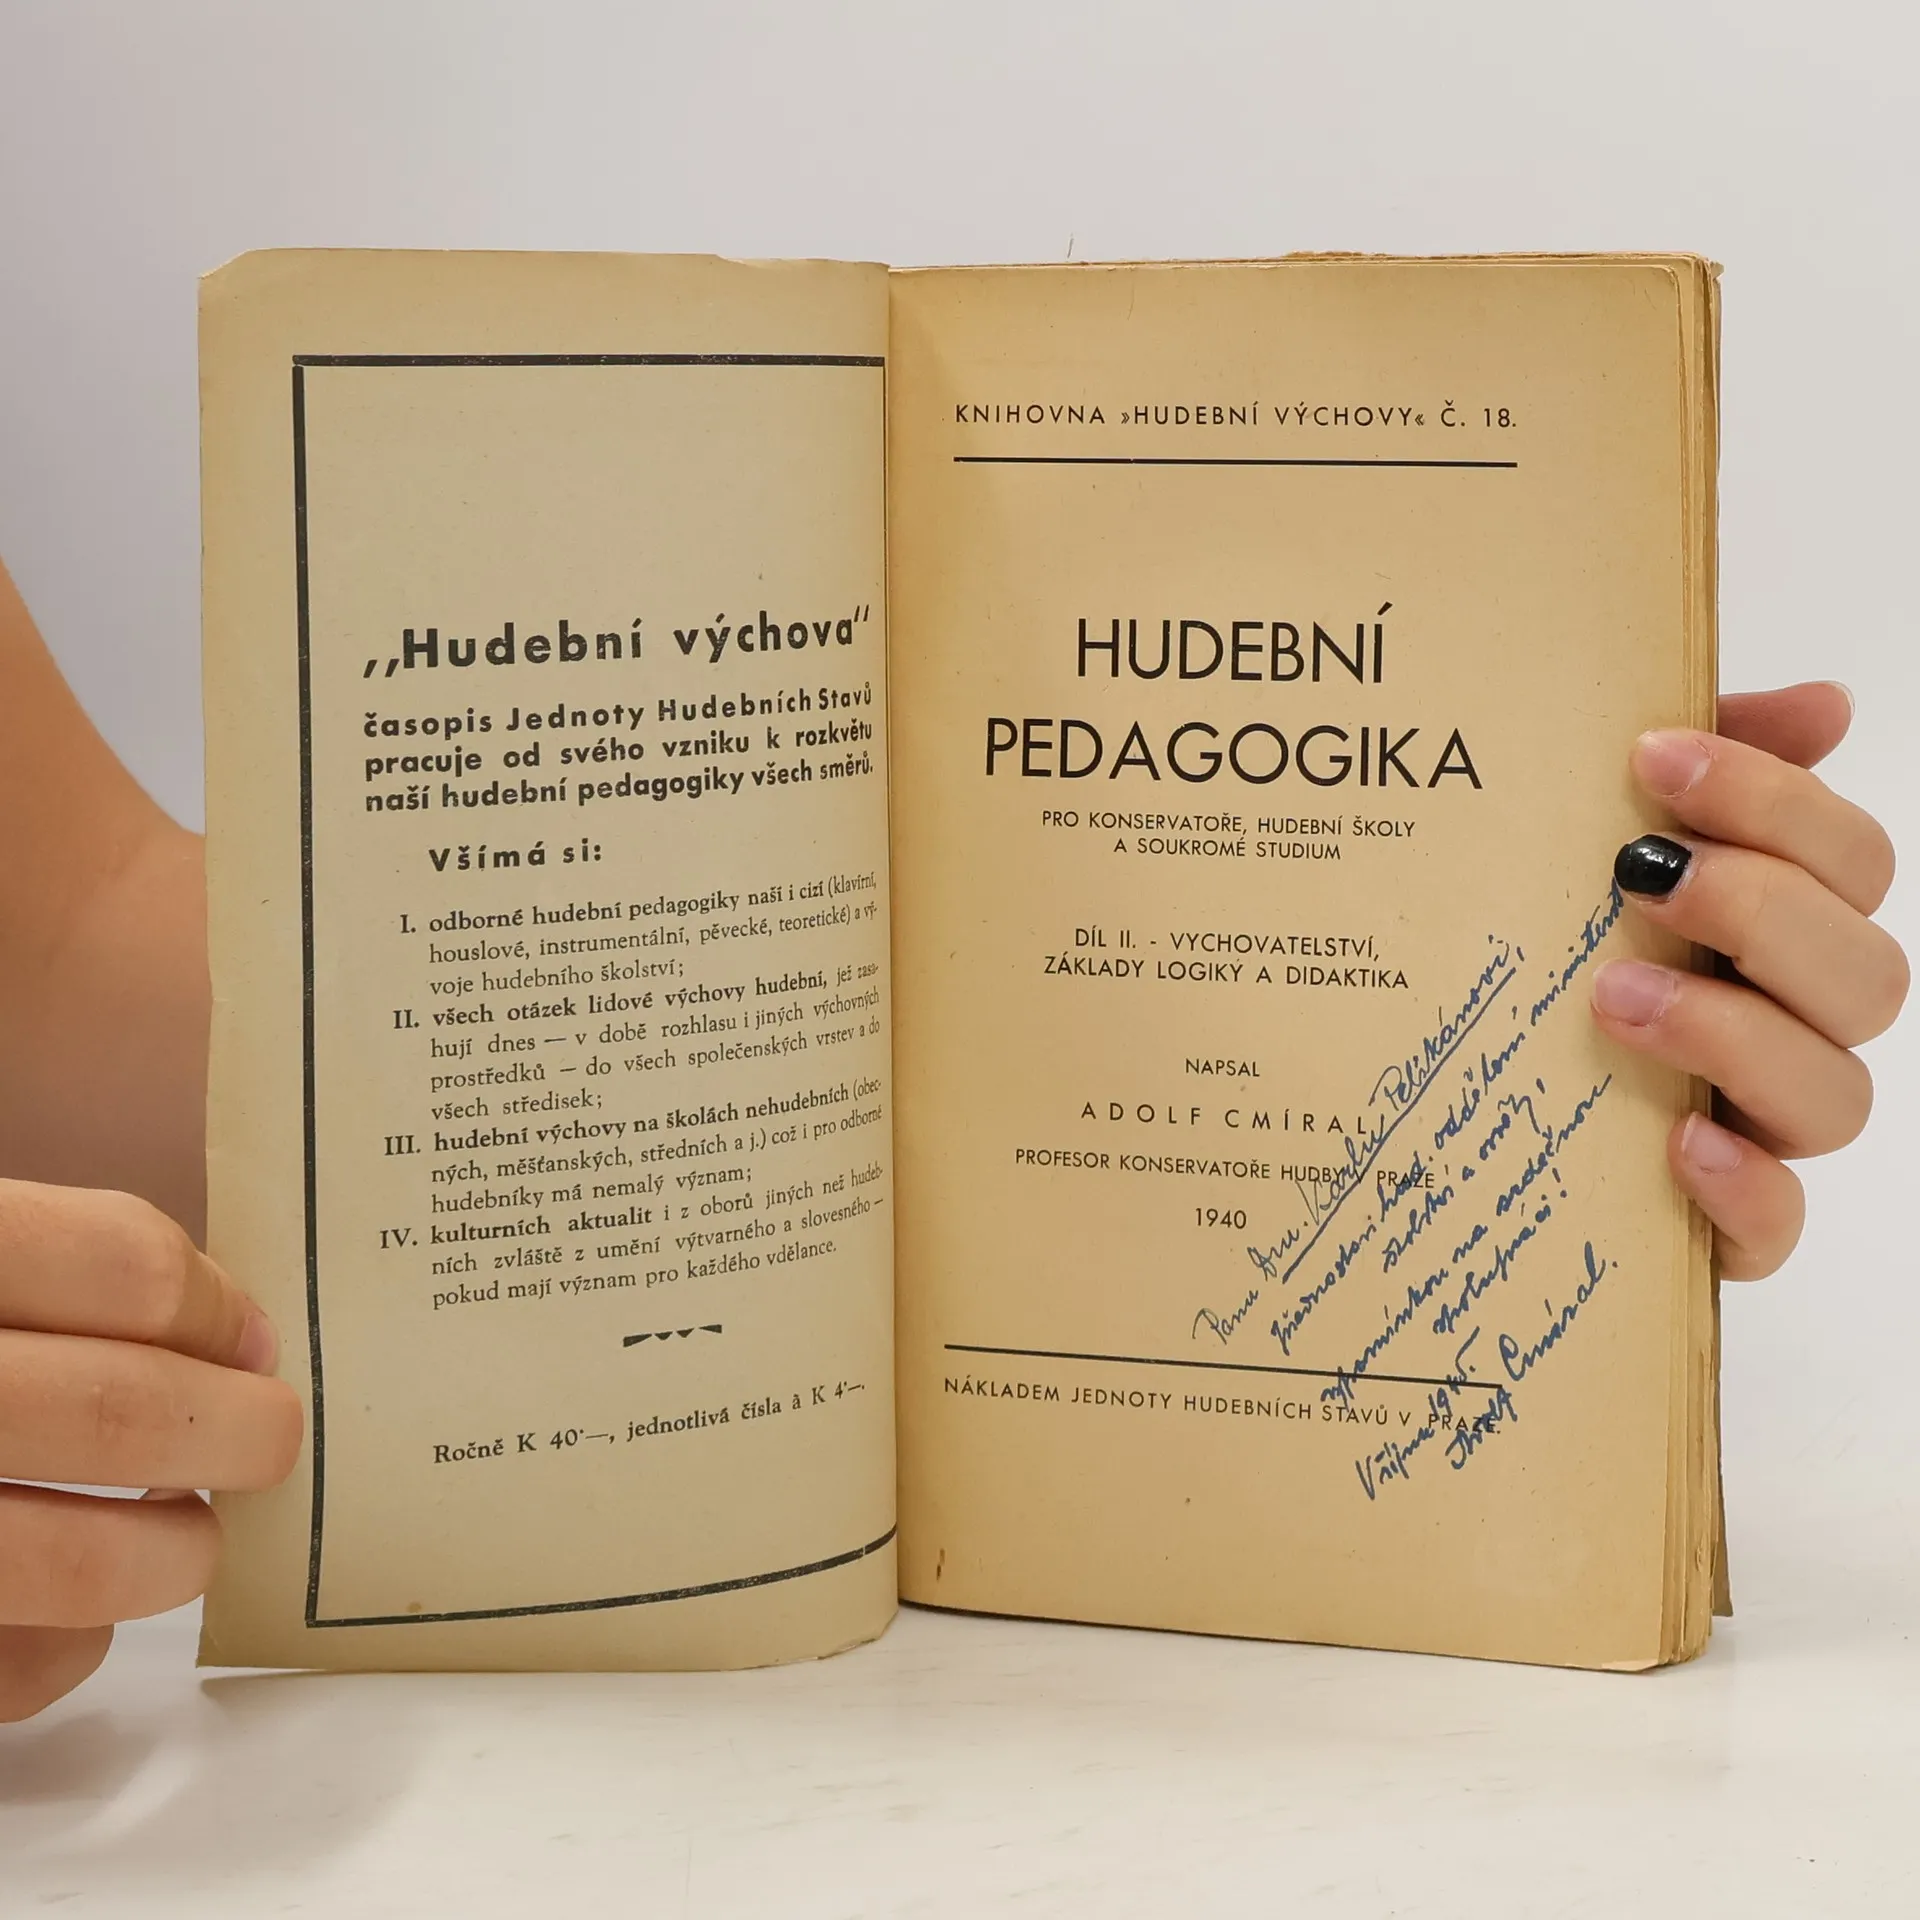 ,,Hudební výchova"
časopis Jednoty Hudebních Stavů
pracuje od svého vzniku k rozkvětu
naší hudební pedagogiky všech směrů.
Všímá si:
I. odborné hudební pedagogiky naší i cizí (klavírní,
houslové, instrumentální, pěvecké, teoretické) a vý-
voje hudebního školství;
II. všech otázek lidové výchovy hudební, jež zasa-
hují dnes — v době rozhlasu i jiných výchovných
prostředků — do všech společenských vrstev a do
všech středisek;
III. hudební výchovy na školách nehudebních (obec-
ných, měšťanských, středních a j.) což i pro odborné
hudebníky má nemalý význam;
IV. kulturních aktualit i z oborů jiných než hudeb-
ních zvláště z umění výtvarného a slovesného —
pokud mají význam pro každého vdělance.
Ročně K 40·—, jednotlivá čísla à K 4·—.
KNIHOVNA »HUDEBNÍ VÝCHOVY« Č. 18.
HUDEBNÍ
PEDAGOGIKA
PRO KONSERVATOŘE, HUDEBNÍ ŠKOLY
A SOUKROMÉ STUDIUM
DÍL II. - VYCHOVATELSTVÍ,
ZÁKLADY LOGIKY A DIDAKTIKA
NAPSAL
ADOLF CMÍRAL,
PROFESOR KONSERVATOŘE HUDBY V PRAZE
1940
Panu Dru. Karlu Pelikánovi,
přednostovi hud. oddělení
školství a
vzpomínkou na srdečnou
spolupráci!
V říjnu 1945.
Adolf Cmíral.
NÁKLADEM JEDNOTY HUDEBNÍCH STAVŮ V PRAZE.